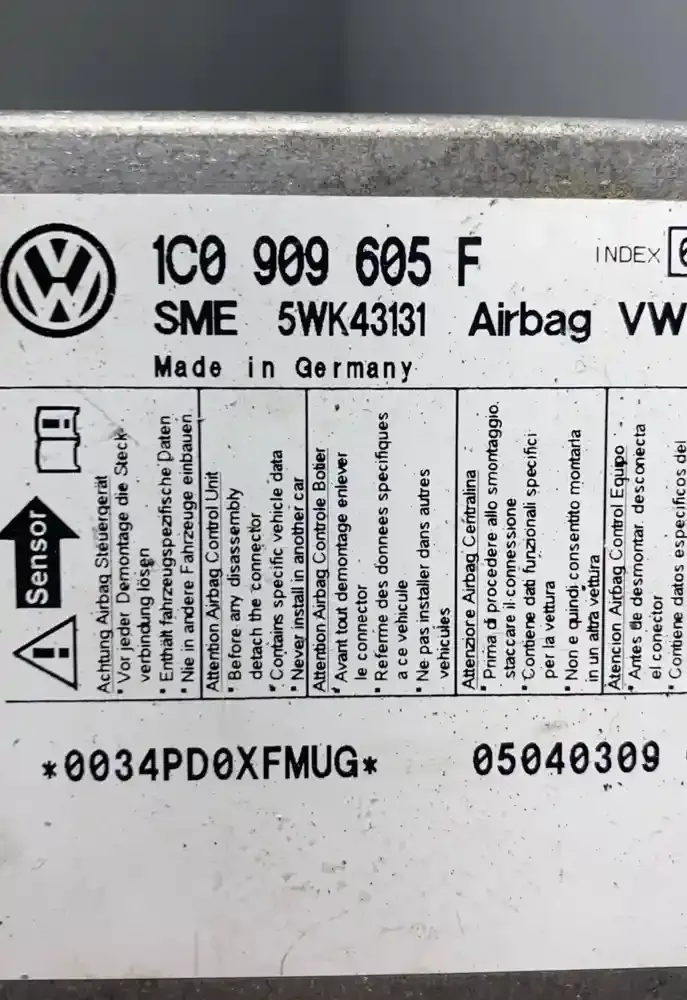 1C0 909 605 F
INDEX
SME 5WK43131 Airbag VW
Made in Germany
Sensor
Achtung Airbag Steuergerät
* Vor jeder Demontage die Steck-
verbindung lösen
* Enthält fahrzeugspezifische Daten
* Nie in andere Fahrzeuge einbauen
Attention Airbag Control Unit
* Before any disassembly
detach the connector
* Contains specific vehicle data
* Never install in another car
Attention Airbag Controle Boitier
* Avant tout demontage enlever
le connector
* Referme des donnees specifiques
a ce vehicule
* Ne pas installer dans autres
vehicules
Attenzione Airbag Centralina
* Prima di procedere allo smontaggio.
staccare il connessione
* Contiene dati funzionali specifici
per la vettura
* Non e quindi consentito montarla
in un altra vettura
Atencion Airbag Control Equipo
* Antes de desmontar desconecta
el conector
* Contiene datos especificos del
*0034PD0XFMUG* 05040309